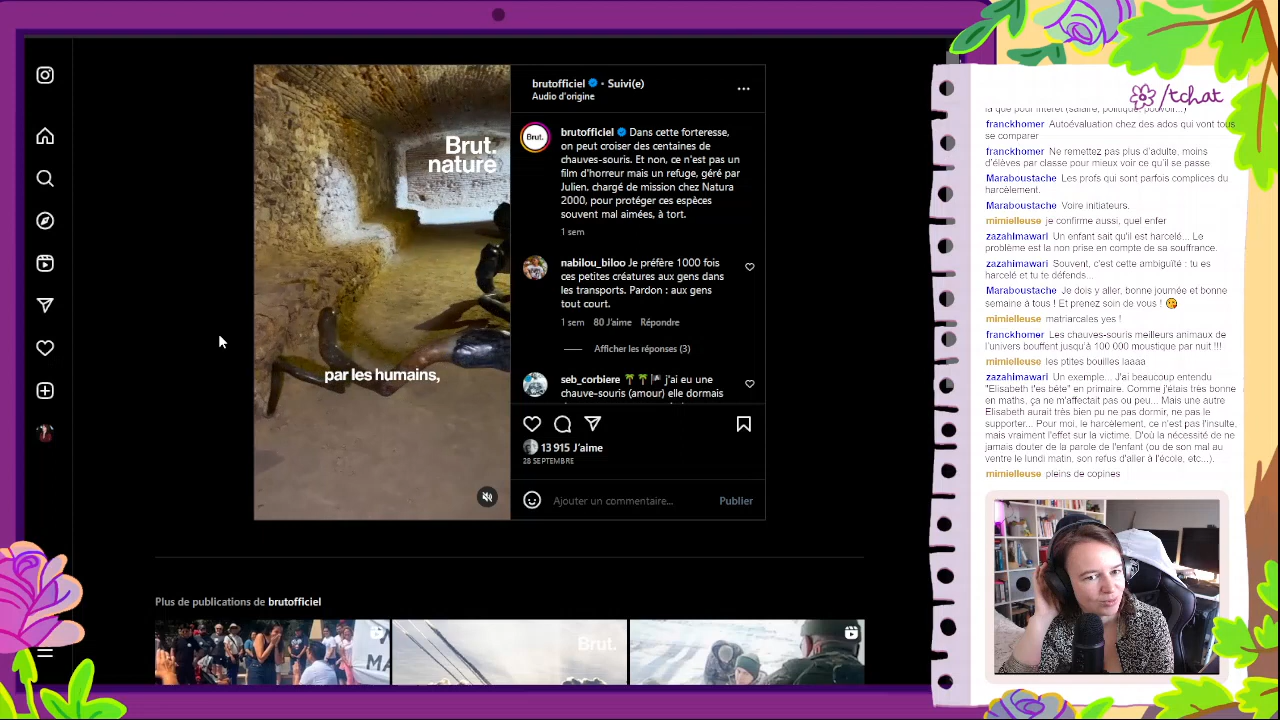 brutofficiel • Suivi(e)
Audio d'origine
Brut.
nature
par les humains,
Brut.
brutofficiel Dans cette forteresse,
on peut croiser des centaines de
chauves-souris. Et non, ce n'est pas un
film d'horreur mais un refuge, géré par
Julien, chargé de mission chez Natura
2000, pour protéger ces espèces
souvent mal aimées, à tort.
1 sem
nabilou_biloo Je préfère 1000 fois
ces petites créatures aux gens dans
les transports. Pardon : aux gens
tout court.
1 sem 80 J'aime Répondre
Afficher les réponses (3)
seb_corbiere 🌴🌴 j'ai eu une
chauve-souris (amour) elle dormais
13 915 J'aime
28 SEPTEMBRE
Ajouter un commentaire... Publier
Plus de publications de brutofficiel
MA
Brut.
/tchat
là que pour intérêt (salaire, politique, pouvoir...)
franckhomer Autoévaluation chez des ados qui vont tous
se comparer
franckhomer Ne remettez pas plus d'adulte, moins
d'élèves par classe pour mieux voir ce qu'il se passe
Maraboustache Les profs qui sont parfois complices du
harcèlement.
Maraboustache Voire initiateurs.
mimielleuse je confirme aussi, quel enfer
zazahimawari Un enfant sait qu'il est harcelé... Le
problème est la non prise en compte de sa souffrance.
zazahimawari Souvent, c'est cette ambiguïté : tu es
harcelé et tu te défends...
Maraboustache Je dois y aller, bonne journée et bonne
semaine à tous ! Et prenez soin de vous ! 😘
mimielleuse matriarcales yes !
franckhomer Les chauves-souris meilleurs animaux de
l'univers bouffent jusqu'à 100 000 moustique par nuit !!!
mimielleuse les ptites bouilles laaaa
zazahimawari Un exemple... J'ai beaucoup entendu
"Elisabeth t'es bête" en primaire. Comme j'étais très bonne
en maths, ça ne m'affectait pas ou peu... Mais une autre
Elisabeth aurait très bien pu ne pas dormir, ne pas le
supporter... Pour moi, le harcèlement, ce n'est pas l'insulte,
mais vraiment l'effet sur la victime. D'où la nécessité de ne
jamais douter de la parole de l'enfant (ou de son mal au
ventre le lundi matin, son refus d'aller à l'école, etc...).
mimielleuse pleins de copines